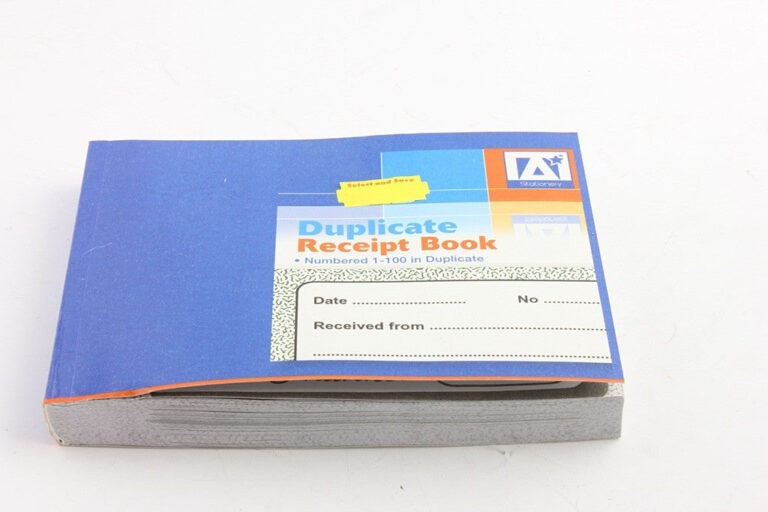 A
Stationery
Select and Save
Duplicate
Receipt Book
• Numbered 1-100 in Duplicate
Date ........................
No ............
Received from ........................................
................................................................